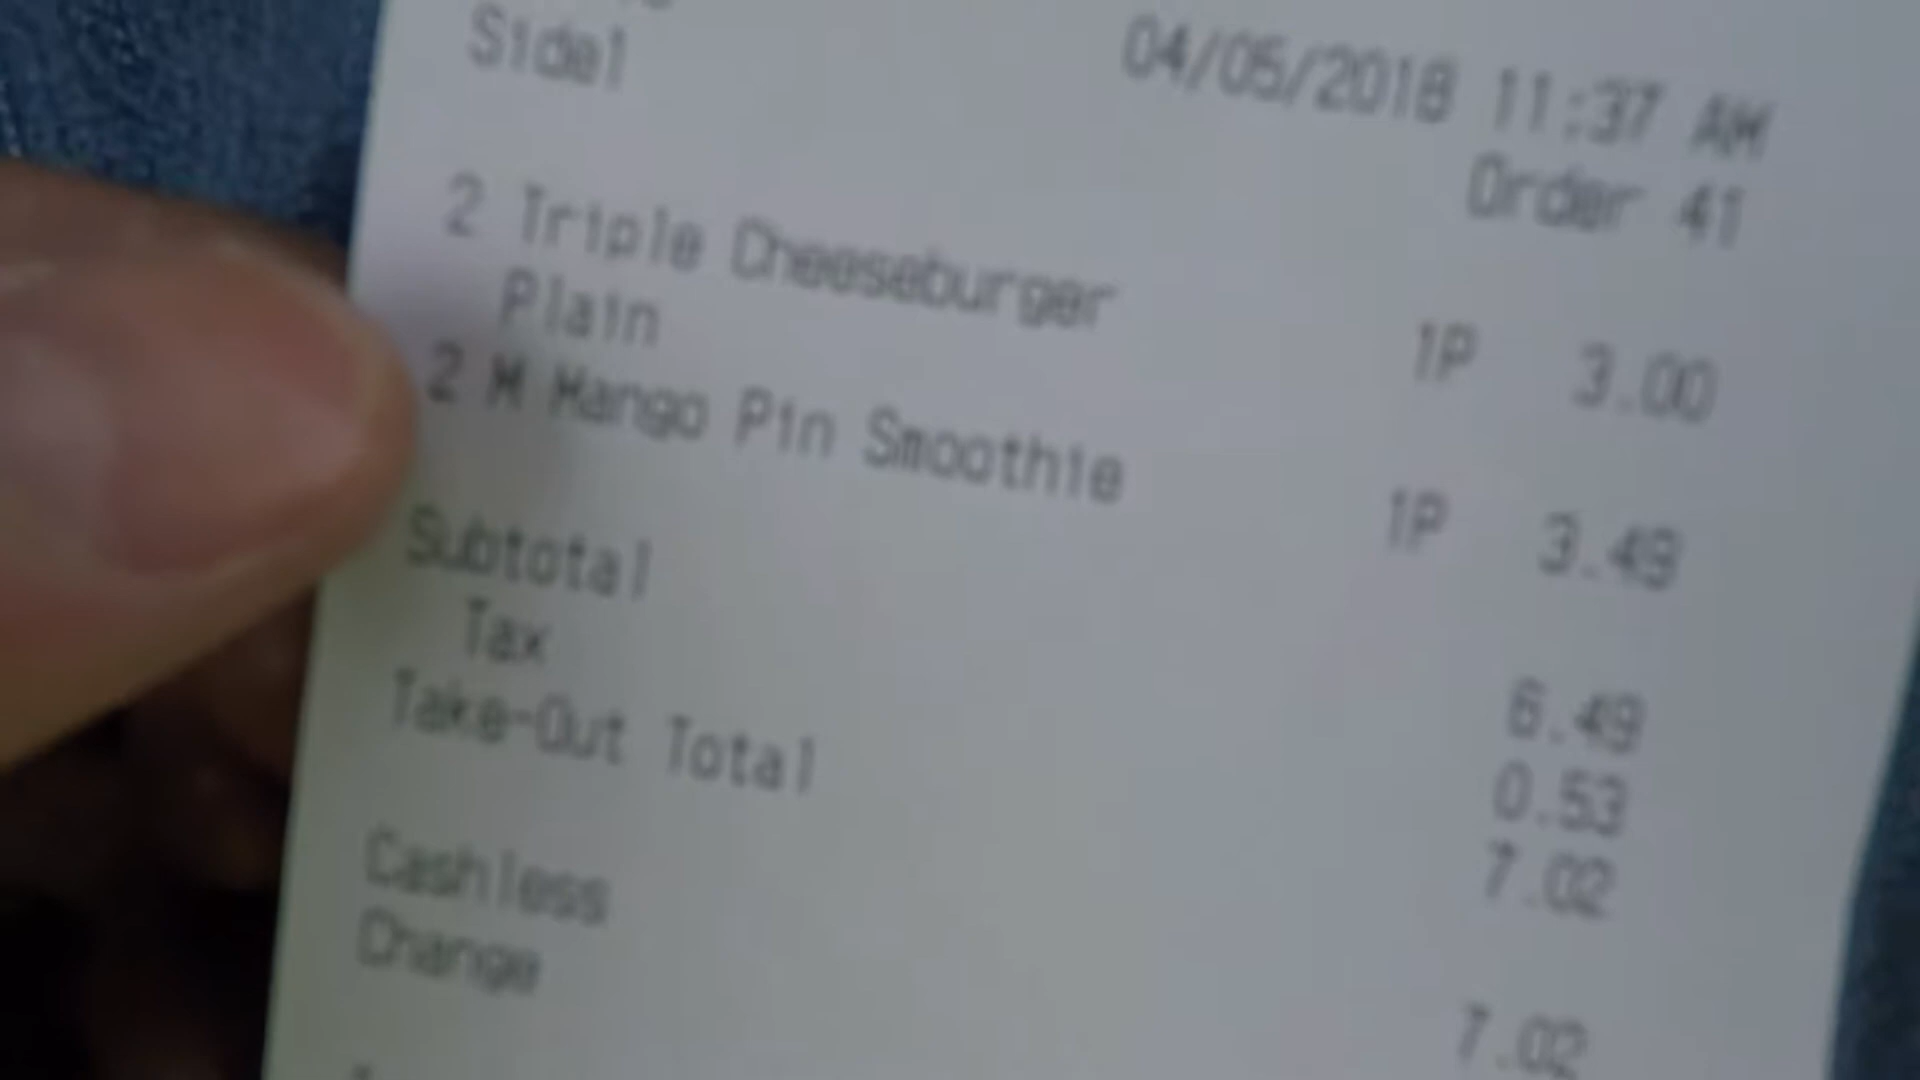 Side1
04/05/2018 11:37 AM
Order 41
2 Triple Cheeseburger 1P 3.00
Plain
2 M Mango Pin Smoothie 1P 3.49
Subtotal 6.49
Tax 0.53
Take-Out Total 7.02
Cashless 7.02
Change